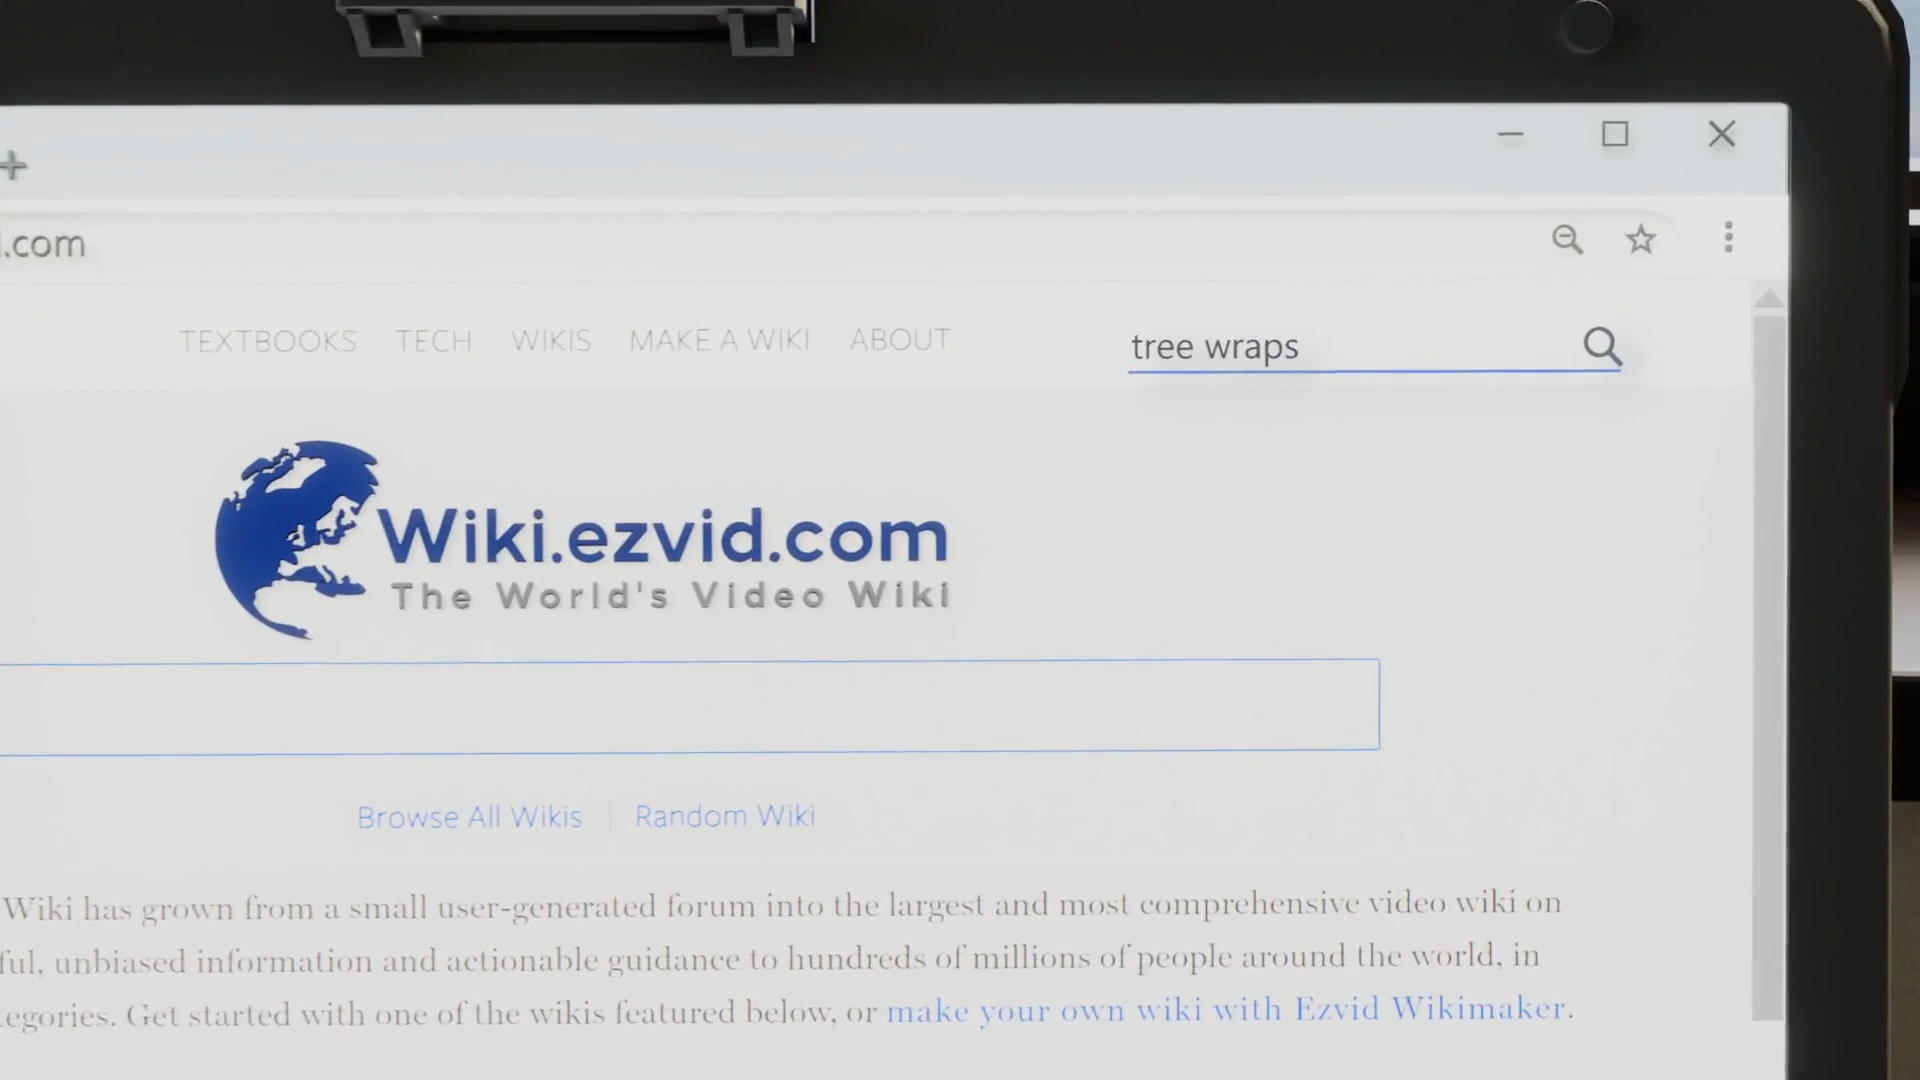 .com
TEXTBOOKS TECH WIKIS MAKE A WIKI ABOUT
tree wraps
Wiki.ezvid.com
The World's Video Wiki
Browse All Wikis
Random Wiki
Wiki has grown from a small user-generated forum into the largest and most comprehensive video wiki on
unbiased information and actionable guidance to hundreds of millions of people around the world, in
Get started with one of the wikis featured below, or make your own wiki with Ezvid Wikimaker.